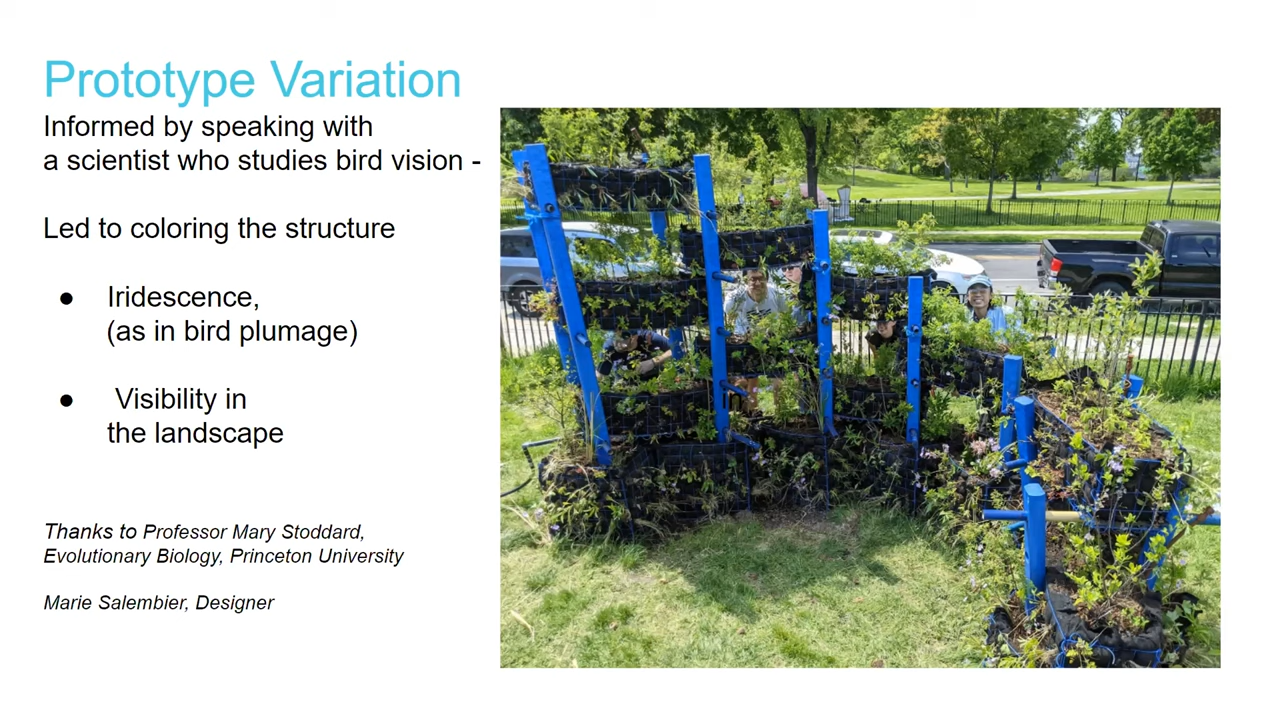 Prototype Variation
Informed by speaking with
a scientist who studies bird vision -
Led to coloring the structure
● Iridescence,
(as in bird plumage)
● Visibility in
the landscape
Thanks to Professor Mary Stoddard,
Evolutionary Biology, Princeton University
Marie Salembier, Designer
in